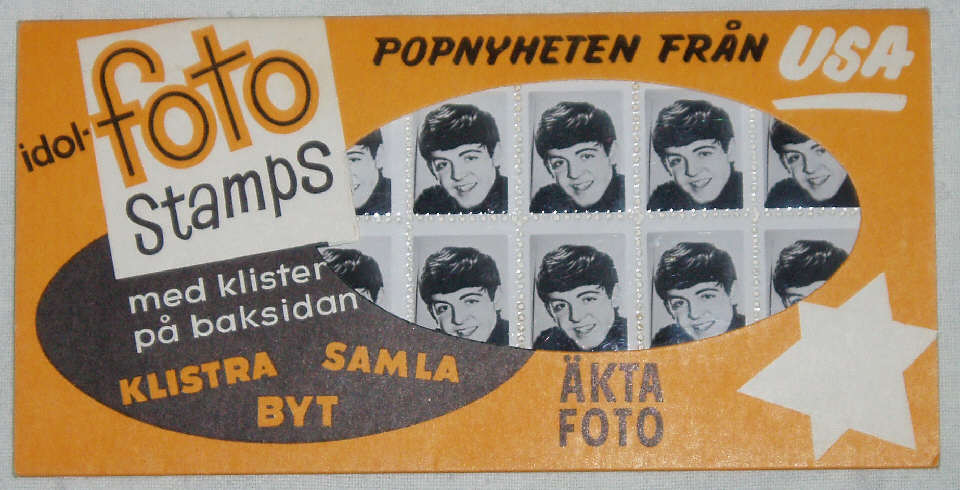 idol-foto
Stamps
POPNYHETEN FRÅN USA
med klister
på baksidan
KLISTRA SAMLA
BYT
ÄKTA
FOTO